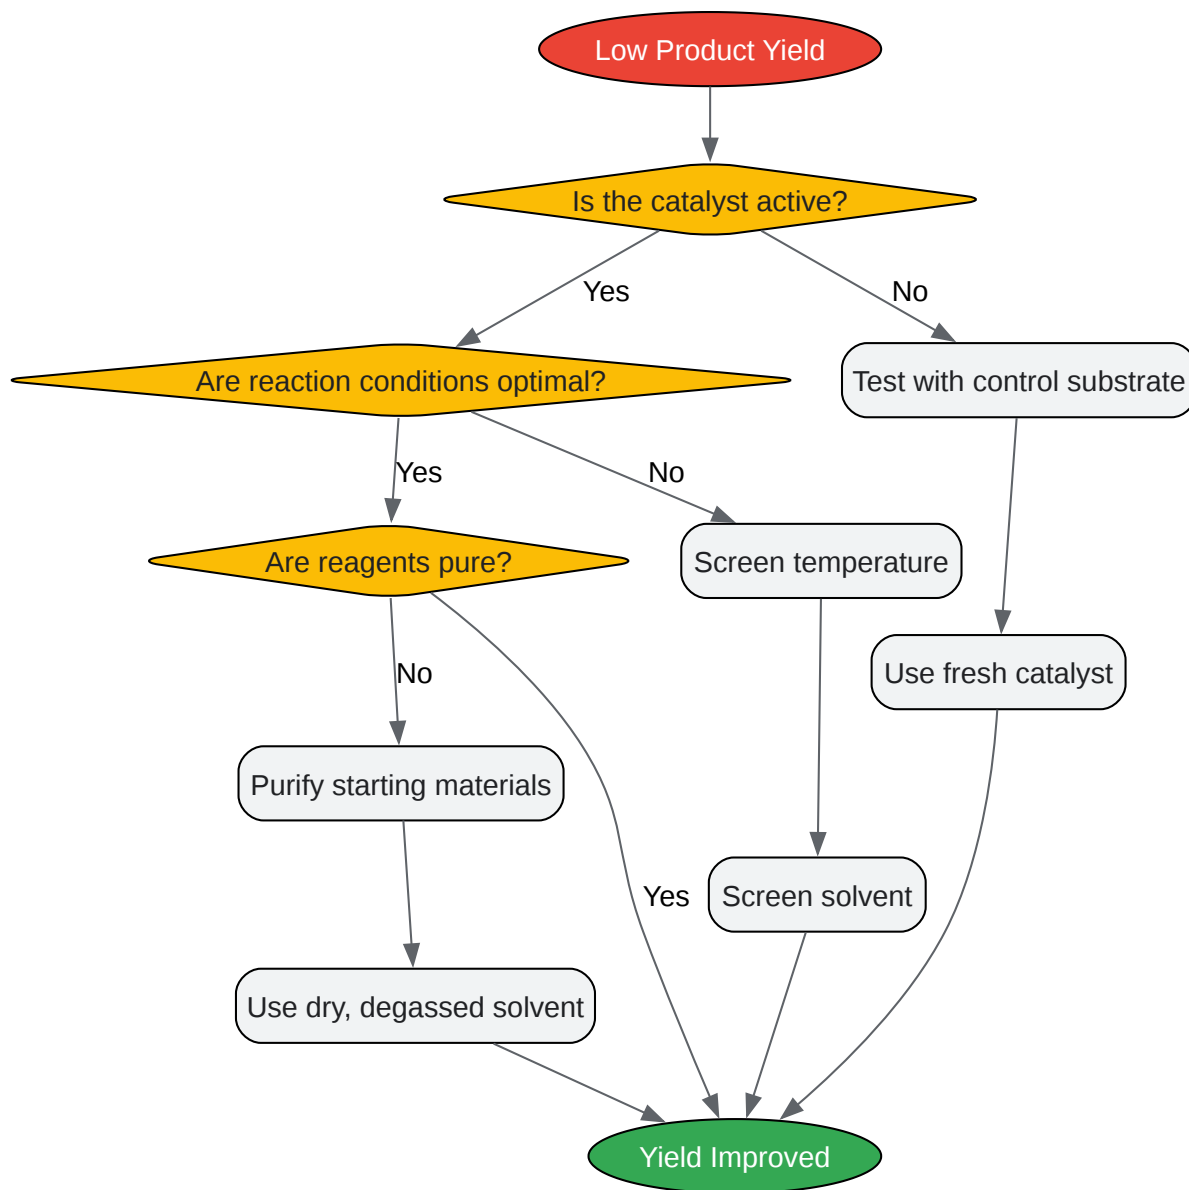 Low Product Yield
Is the catalyst active?
Yes
No
Are reaction conditions optimal?
Test with control substrate
Yes
No
Are reagents pure?
Screen temperature
No
Use fresh catalyst
Purify starting materials
Yes
Screen solvent
Use dry, degassed solvent
Yield Improved